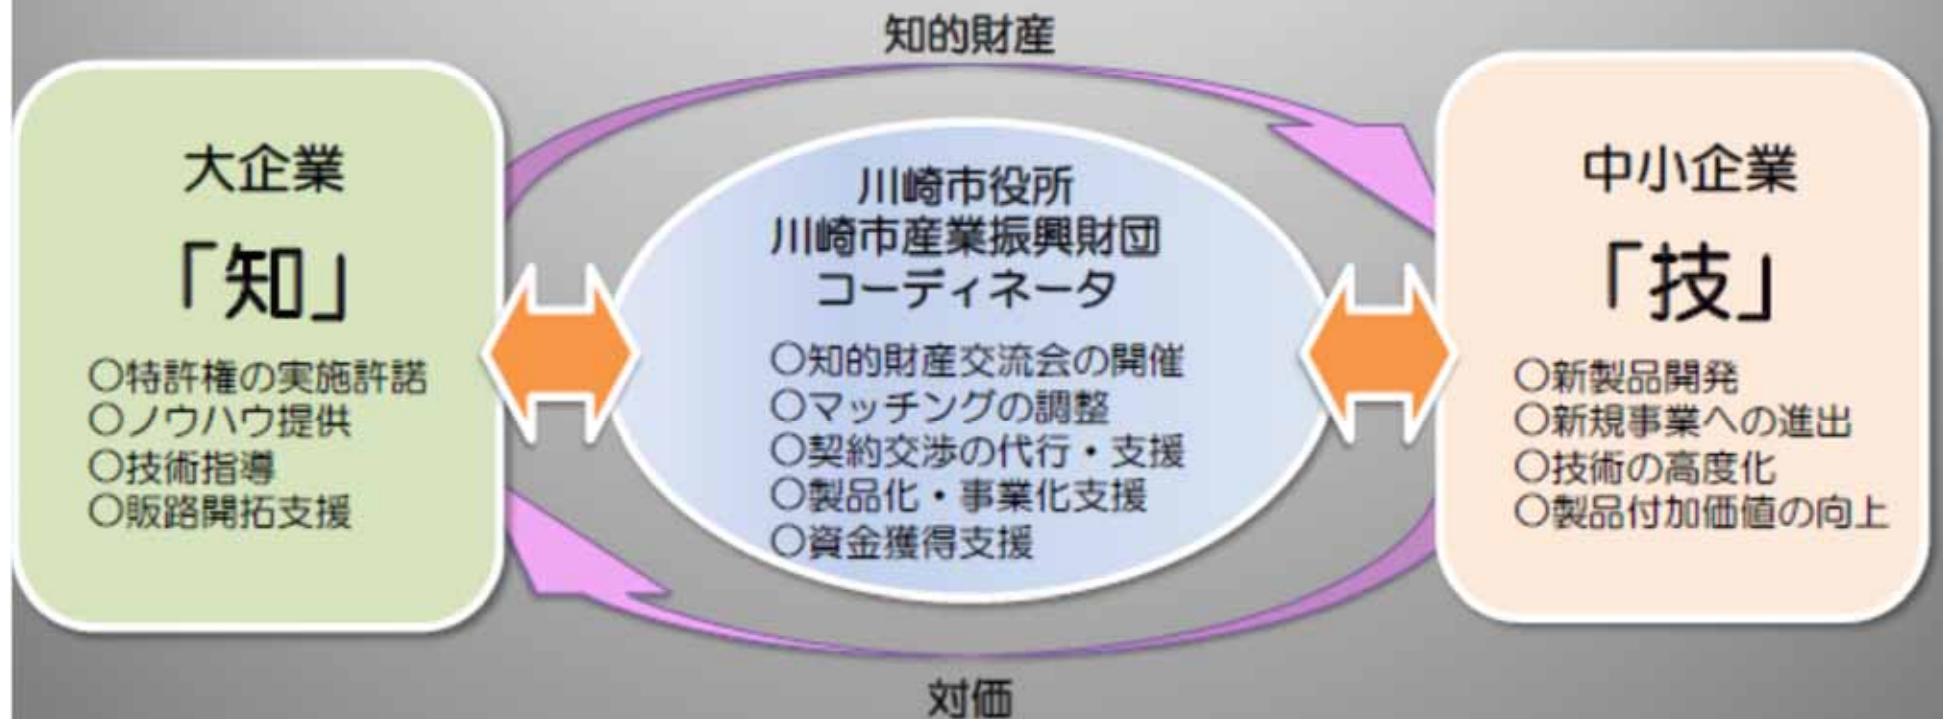 知的財産
大企業
「知」
○特許権の実施許諾
○ノウハウ提供
○技術指導
○販路開拓支援
川崎市役所
川崎市産業振興財団
コーディネータ
○知的財産交流会の開催
○マッチングの調整
○契約交渉の代行・支援
○製品化・事業化支援
○資金獲得支援
中小企業
「技」
○新製品開発
○新規事業への進出
○技術の高度化
○製品付加価値の向上
対価